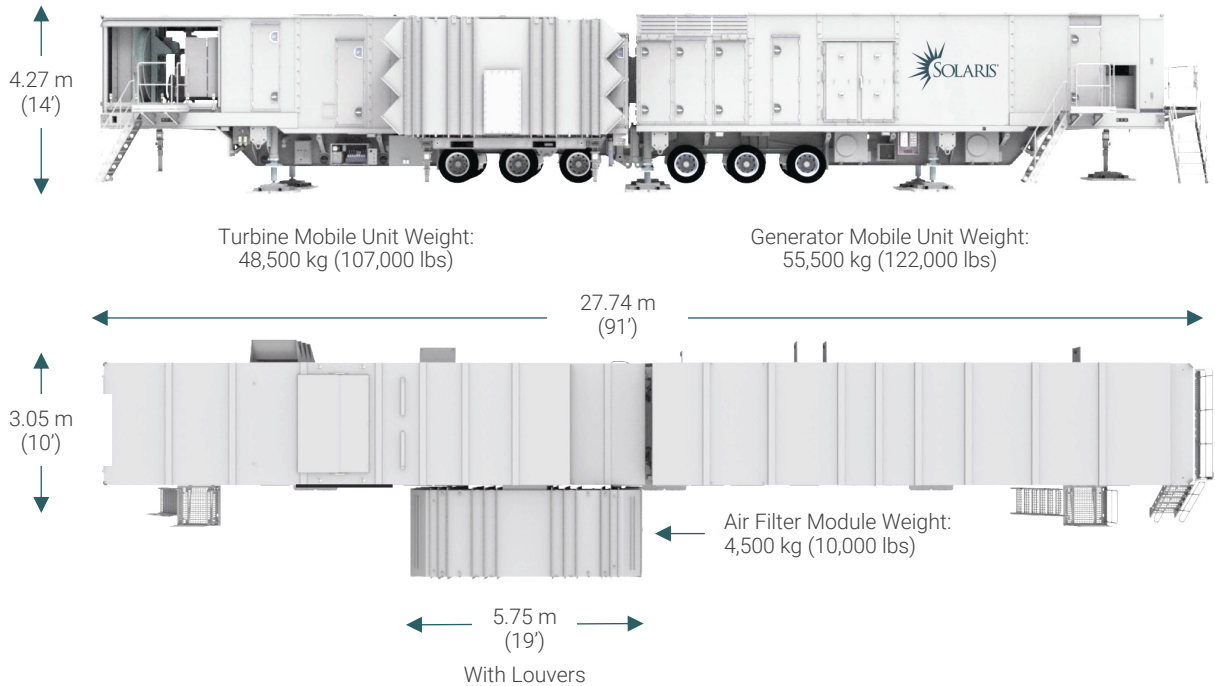 4.27 m
(14’)
SOLARIS
Turbine Mobile Unit Weight:
48,500 kg (107,000 lbs)
Generator Mobile Unit Weight:
55,500 kg (122,000 lbs)
27.74 m
(91’)
3.05 m
(10’)
Air Filter Module Weight:
4,500 kg (10,000 lbs)
5.75 m
(19’)
With Louvers